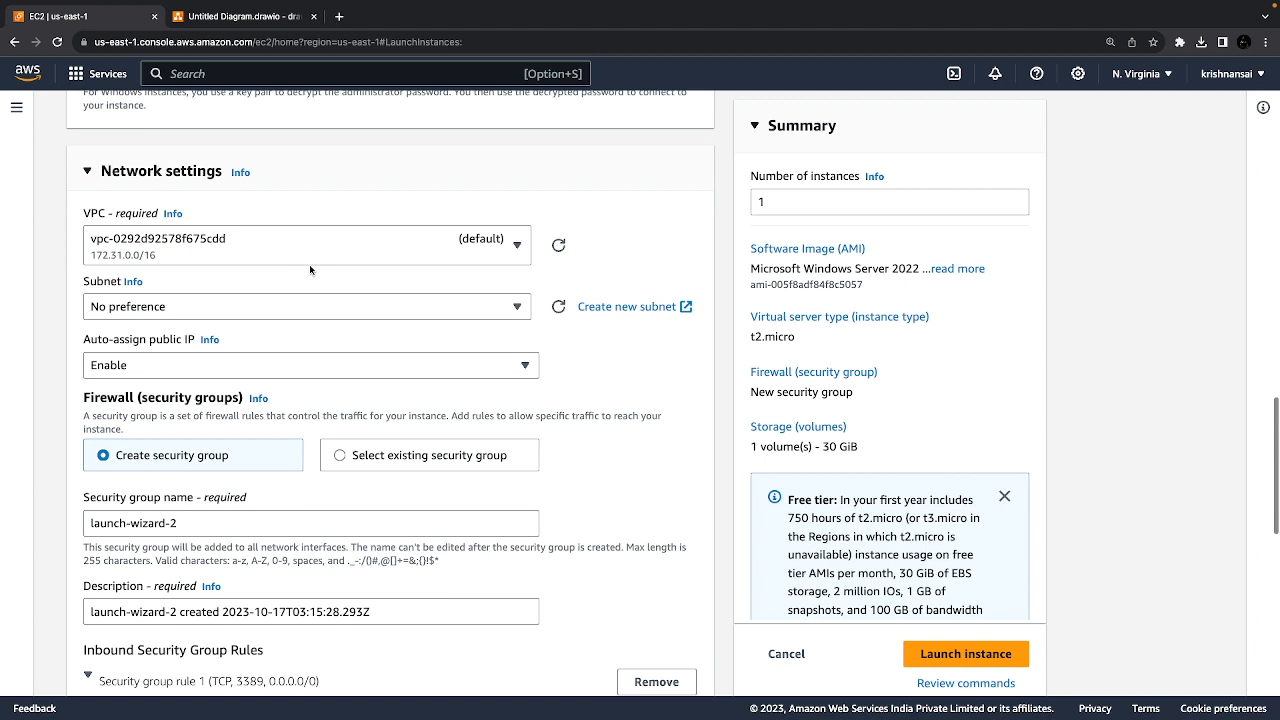 EC2 | us-east-1
Untitled Diagram.drawio - dra
us-east-1.console.aws.amazon.com/ec2/home?region=us-east-1#LaunchInstances:
aws
Services
Search
[Option+S]
N. Virginia
krishnansai
For Windows instances, you use a key pair to decrypt the administrator password. You then use the decrypted password to connect to
your instance.
Network settings Info
VPC - required Info
vpc-0292d92578f675cdd
(default)
172.31.0.0/16
Subnet Info
No preference
Create new subnet
Auto-assign public IP Info
Enable
Firewall (security groups) Info
A security group is a set of firewall rules that control the traffic for your instance. Add rules to allow specific traffic to reach your
instance.
Create security group
Select existing security group
Security group name - required
launch-wizard-2
This security group will be added to all network interfaces. The name can't be edited after the security group is created. Max length is
255 characters. Valid characters: a-z, A-Z, 0-9, spaces, and ._-:/()#,@[]+=&;{}!$*
Description - required Info
launch-wizard-2 created 2023-10-17T03:15:28.293Z
Inbound Security Group Rules
Security group rule 1 (TCP, 3389, 0.0.0.0/0)
Remove
Summary
Number of instances Info
1
Software Image (AMI)
Microsoft Windows Server 2022 ...read more
ami-005f8adf84f8c5057
Virtual server type (instance type)
t2.micro
Firewall (security group)
New security group
Storage (volumes)
1 volume(s) - 30 GiB
Free tier: In your first year includes
750 hours of t2.micro (or t3.micro in
the Regions in which t2.micro is
unavailable) instance usage on free
tier AMIs per month, 30 GiB of EBS
storage, 2 million IOs, 1 GB of
snapshots, and 100 GB of bandwidth
Cancel
Launch instance
Review commands
Feedback
© 2023, Amazon Web Services India Private Limited or its affiliates.
Privacy
Terms
Cookie preferences